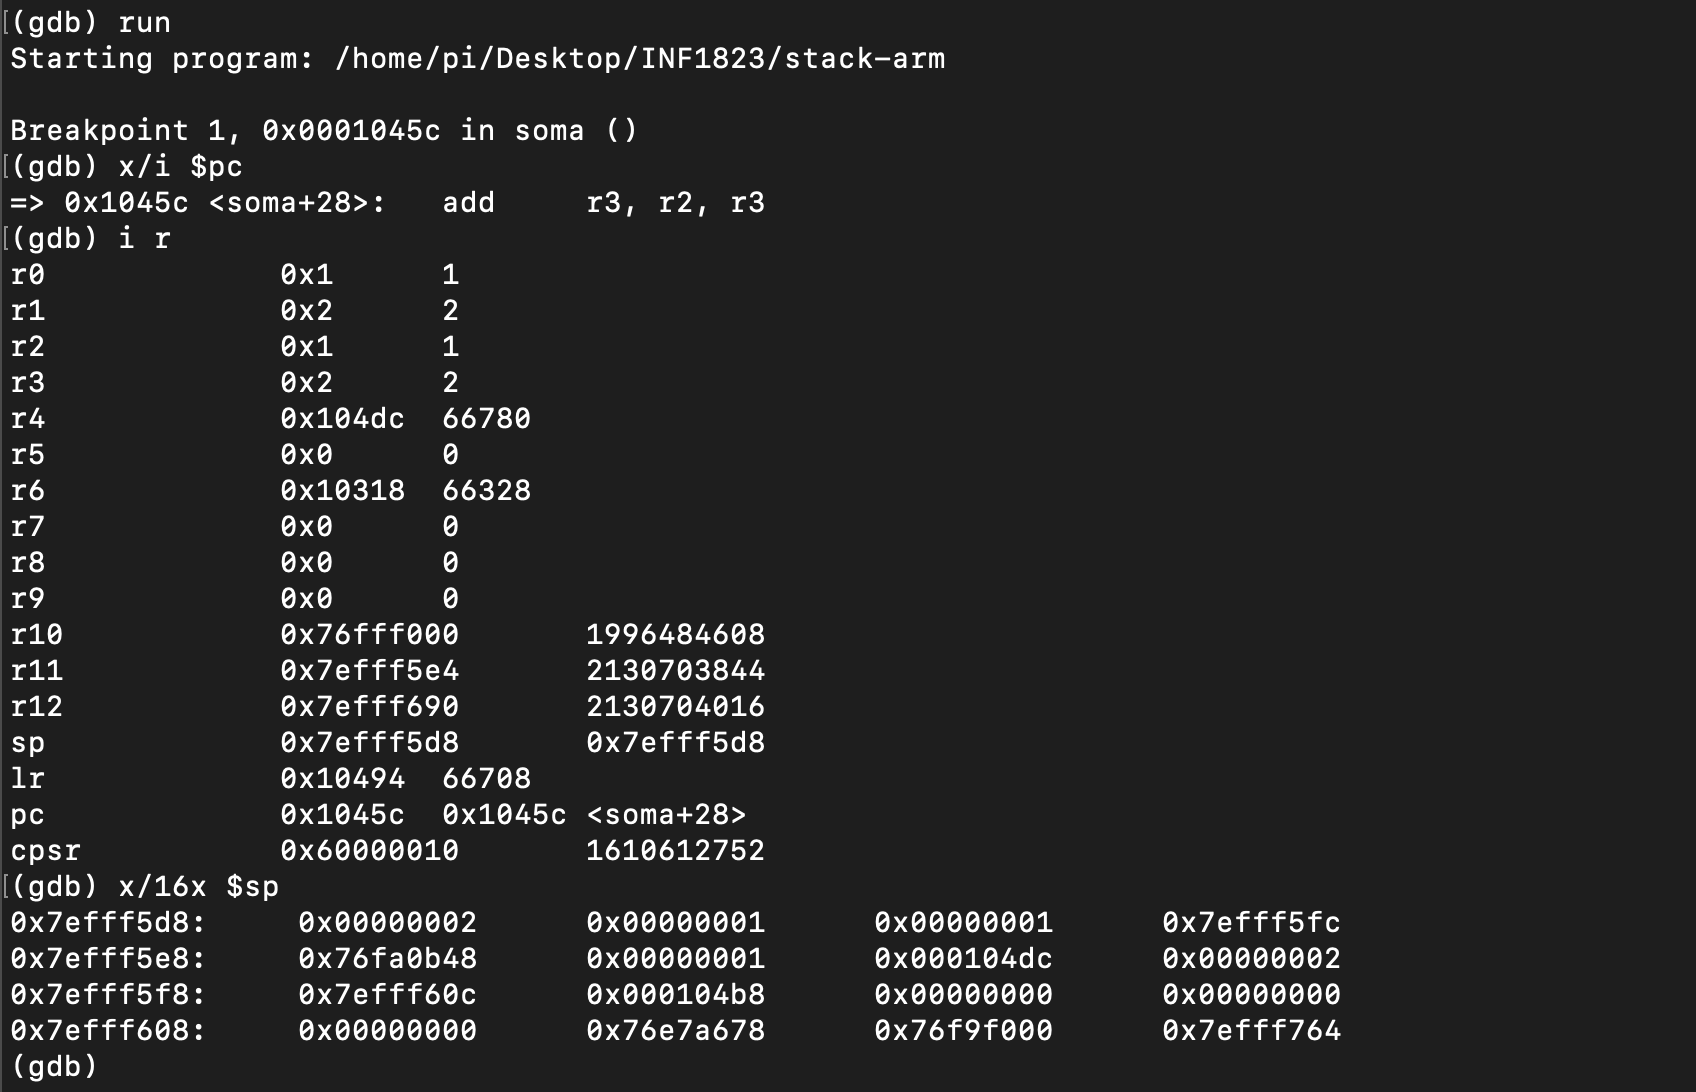 (gdb) run
Starting program: /home/pi/Desktop/INF1823/stack-arm
Breakpoint 1, 0x0001045c in soma ()
(gdb) x/i $pc
=> 0x1045c <soma+28>: add r3, r2, r3
(gdb) i r
r0 0x1 1
r1 0x2 2
r2 0x1 1
r3 0x2 2
r4 0x104dc 66780
r5 0x0 0
r6 0x10318 66328
r7 0x0 0
r8 0x0 0
r9 0x0 0
r10 0x76fff000 1996484608
r11 0x7efff5e4 2130703844
r12 0x7efff690 2130704016
sp 0x7efff5d8 0x7efff5d8
lr 0x10494 66708
pc 0x1045c 0x1045c <soma+28>
cpsr 0x60000010 1610612752
(gdb) x/16x $sp
0x7efff5d8: 0x00000002 0x00000001 0x00000001 0x7efff5fc
0x7efff5e8: 0x76fa0b48 0x00000001 0x000104dc 0x00000002
0x7efff5f8: 0x7efff60c 0x000104b8 0x00000000 0x00000000
0x7efff608: 0x00000000 0x76e7a678 0x76f9f000 0x7efff764
(gdb)